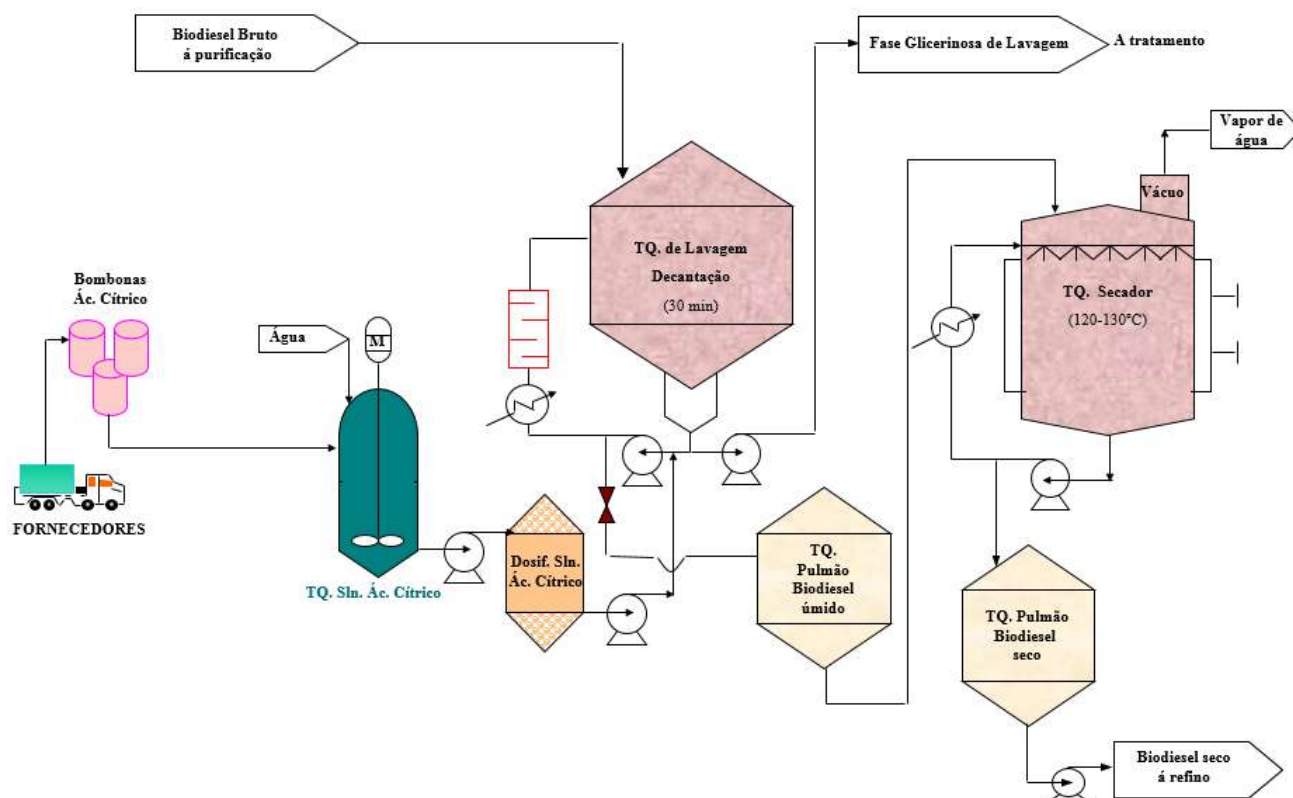 Biodiesel Bruto
á purificação
Fase Glicerinosa de Lavagem
A tratamento
Vapor de
água
Vácuo
TQ. de Lavagem
Decantação
(30 min)
TQ. Secador
(120-130°C)
Bombonas
Ác. Cítrico
Água
M
FORNECEDORES
TQ. Sln. Ác. Cítrico
Dosif. Sln.
Ác. Cítrico
TQ.
Pulmão
Biodiesel
úmido
TQ. Pulmão
Biodiesel
seco
Biodiesel seco
á refino